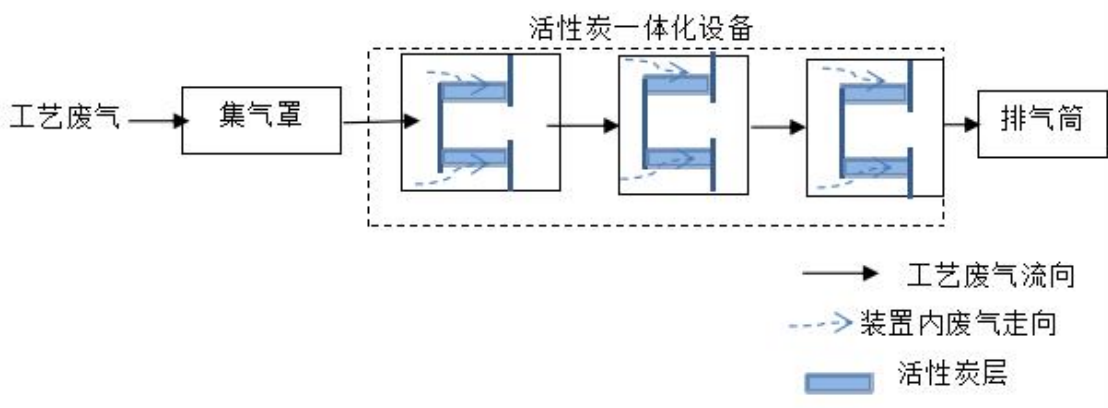 活性炭一体化设备
工艺废气
集气罩
排气筒
工艺废气流向
装置内废气走向
活性炭层